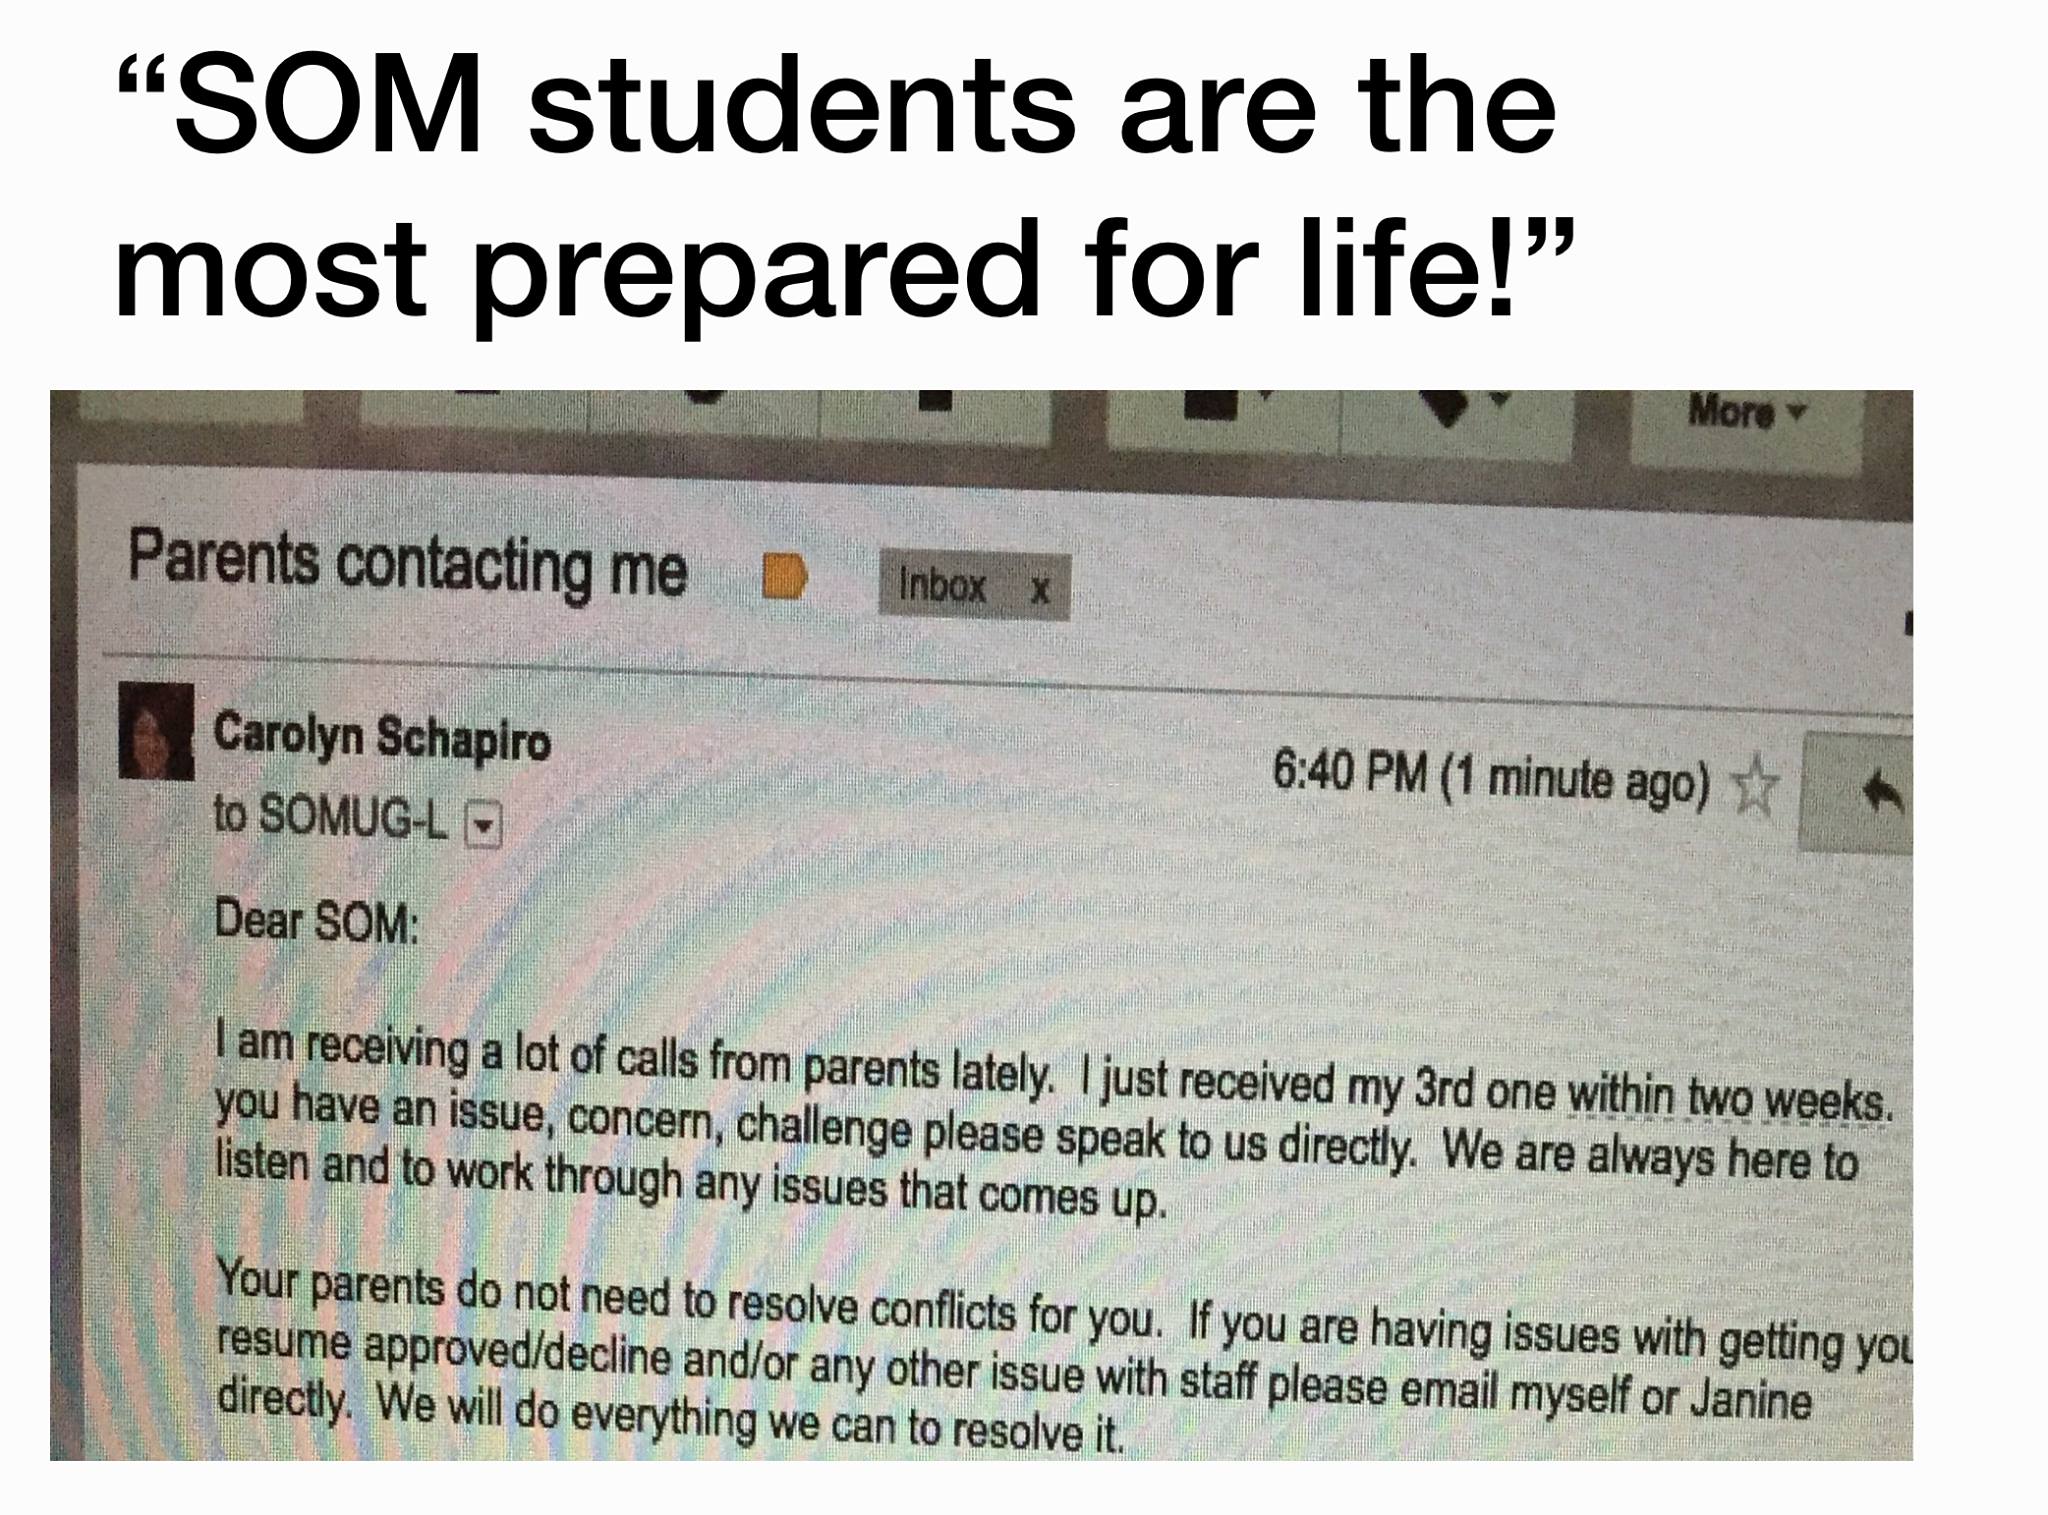 “SOM students are the
most prepared for life!”
More
Parents contacting me
Inbox x
Carolyn Schapiro
6:40 PM (1 minute ago)
to SOMUG-L
Dear SOM:
I am receiving a lot of calls from parents lately. I just received my 3rd one within two weeks.
you have an issue, concern, challenge please speak to us directly. We are always here to
listen and to work through any issues that comes up.
Your parents do not need to resolve conflicts for you. If you are having issues with getting you
resume approved/decline and/or any other issue with staff please email myself or Janine
directly. We will do everything we can to resolve it.